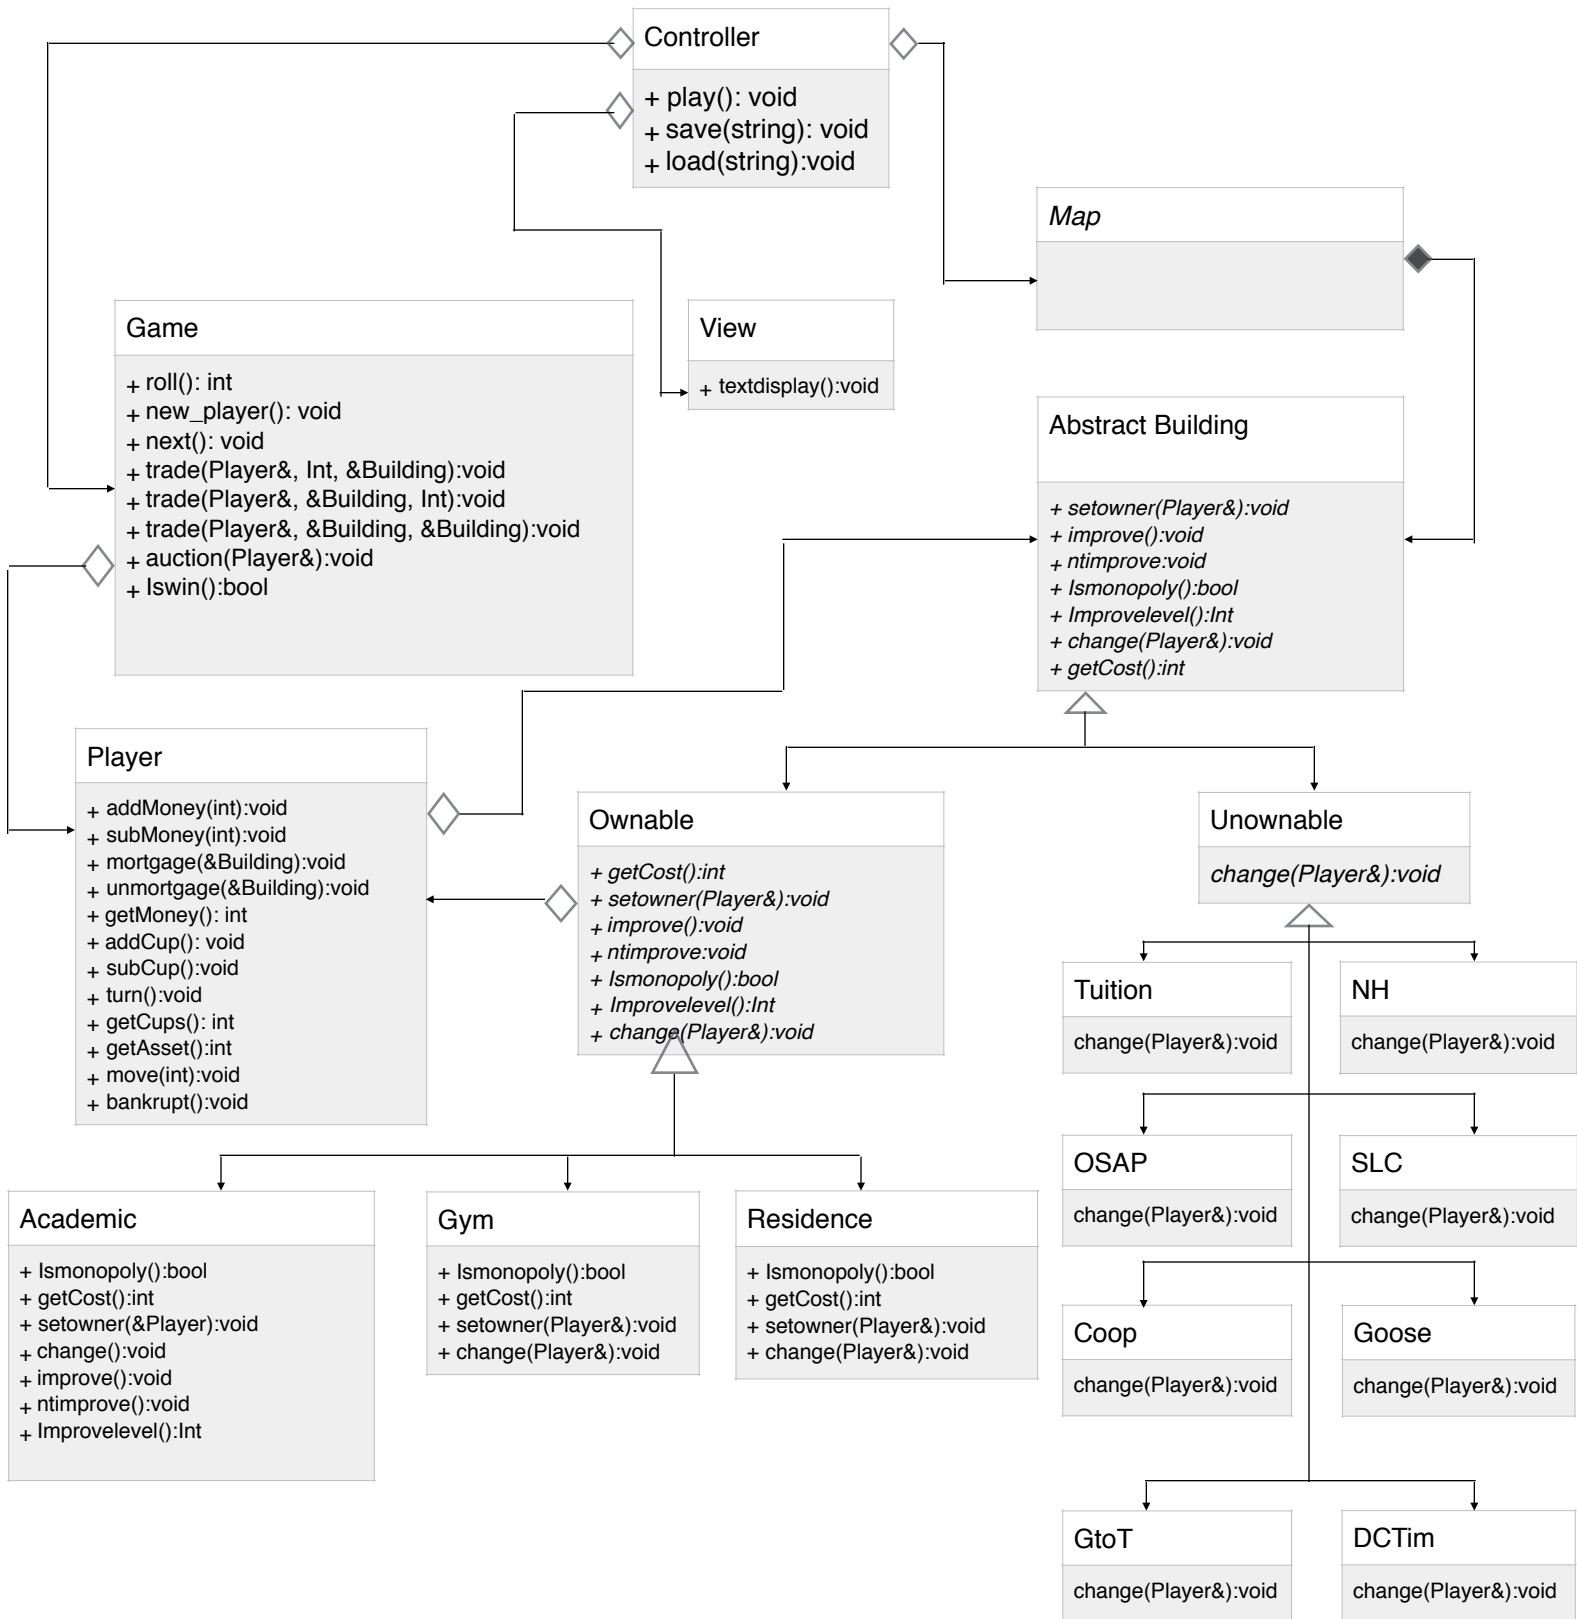 Controller
+ play(): void
+ save(string): void
+ load(string):void
Map
Game
+ roll(): int
+ new_player(): void
+ next(): void
+ trade(Player&, Int, &Building):void
+ trade(Player&, &Building, Int):void
+ trade(Player&, &Building, &Building):void
+ auction(Player&):void
+ Iswin():bool
View
+ textdisplay():void
Abstract Building
+ setowner(Player&):void
+ improve():void
+ ntimprove:void
+ Ismonopoly():bool
+ Improvelevel():Int
+ change(Player&):void
+ getCost():int
Player
+ addMoney(int):void
+ subMoney(int):void
+ mortgage(&Building):void
+ unmortgage(&Building):void
+ getMoney(): int
+ addCup(): void
+ subCup():void
+ turn():void
+ getCups(): int
+ getAsset():int
+ move(int):void
+ bankrupt():void
Ownable
+ getCost():int
+ setowner(Player&):void
+ improve():void
+ ntimprove:void
+ Ismonopoly():bool
+ Improvelevel():Int
+ change(Player&):void
Unownable
change(Player&):void
Tuition
change(Player&):void
NH
change(Player&):void
OSAP
change(Player&):void
SLC
change(Player&):void
Academic
+ Ismonopoly():bool
+ getCost():int
+ setowner(&Player):void
+ change():void
+ improve():void
+ ntimprove():void
+ Improvelevel():Int
Gym
+ Ismonopoly():bool
+ getCost():int
+ setowner(Player&):void
+ change(Player&):void
Residence
+ Ismonopoly():bool
+ getCost():int
+ setowner(Player&):void
+ change(Player&):void
Coop
change(Player&):void
Goose
change(Player&):void
GtoT
change(Player&):void
DCTim
change(Player&):void